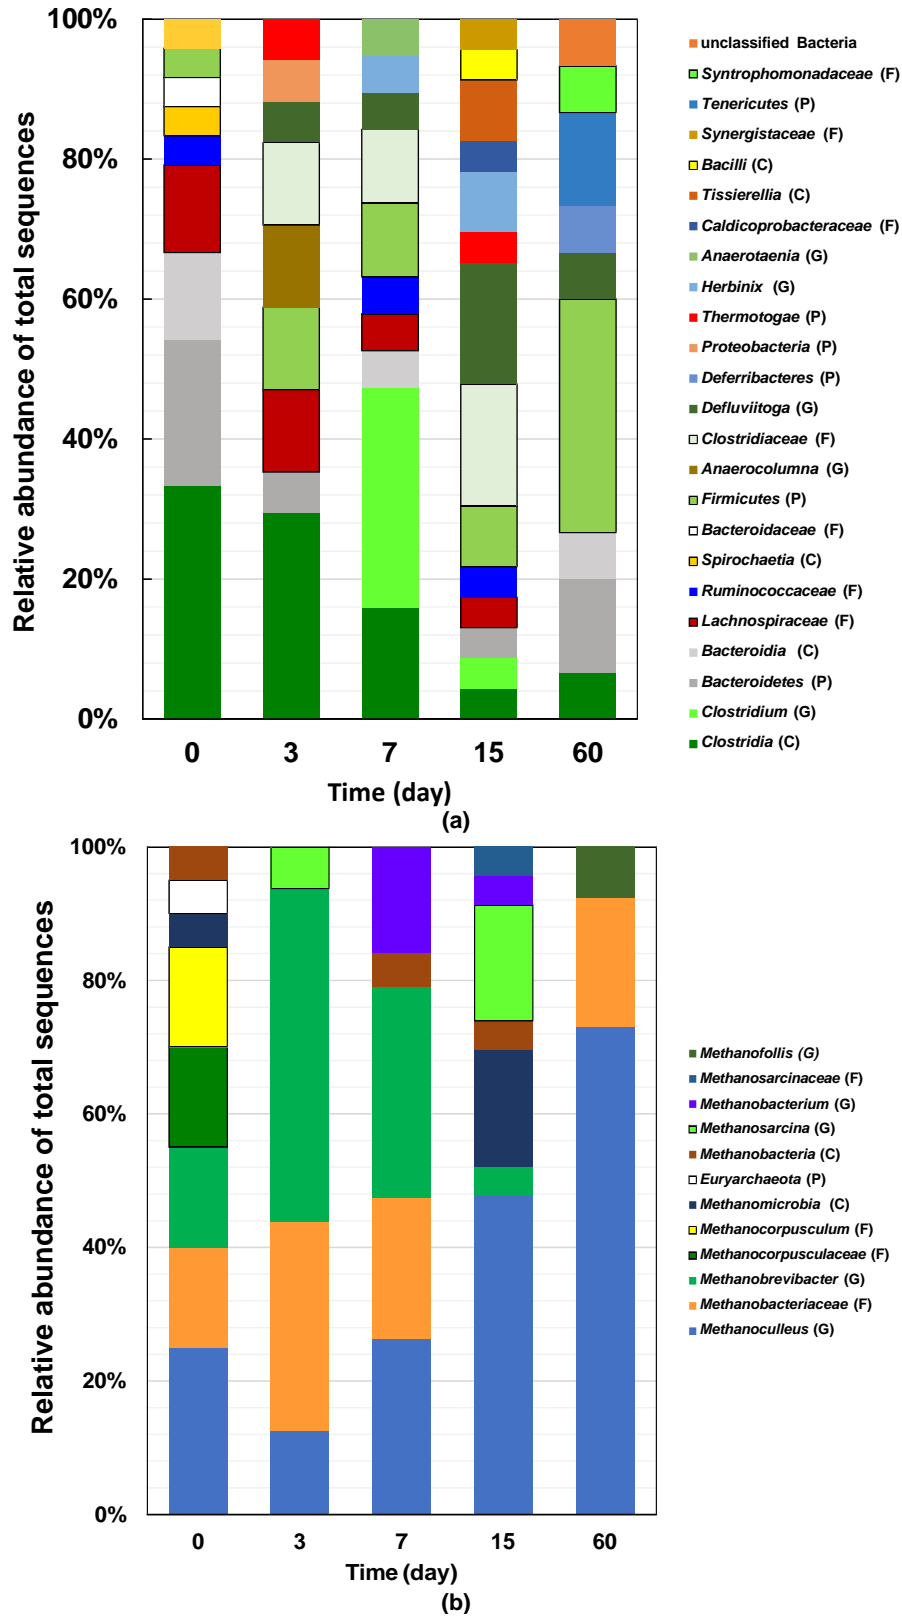 Relative abundance of total sequences
100%
80%
60%
40%
20%
0%
0 3 7 15 60
Time (day)
(a)
unclassified Bacteria
Syntrophomonadaceae (F)
Tenericutes (P)
Synergistaceae (F)
Bacilli (C)
Tissierellia (C)
Caldicoprobacteraceae (F)
Anaerotaenia (G)
Herbinix (G)
Thermotogae (P)
Proteobacteria (P)
Deferribacteres (P)
Defluviitoga (G)
Clostridiaceae (F)
Anaerocolumna (G)
Firmicutes (P)
Bacteroidaceae (F)
Spirochaetia (C)
Ruminococcaceae (F)
Lachnospiraceae (F)
Bacteroidia (C)
Bacteroidetes (P)
Clostridium (G)
Clostridia (C)
Relative abundance of total sequences
100%
80%
60%
40%
20%
0%
0 3 7 15 60
Time (day)
(b)
Methanofollis (G)
Methanosarcinaceae (F)
Methanobacterium (G)
Methanosarcina (G)
Methanobacteria (C)
Euryarchaeota (P)
Methanomicrobia (C)
Methanocorpusculum (F)
Methanocorpusculaceae (F)
Methanobrevibacter (G)
Methanobacteriaceae (F)
Methanoculleus (G)